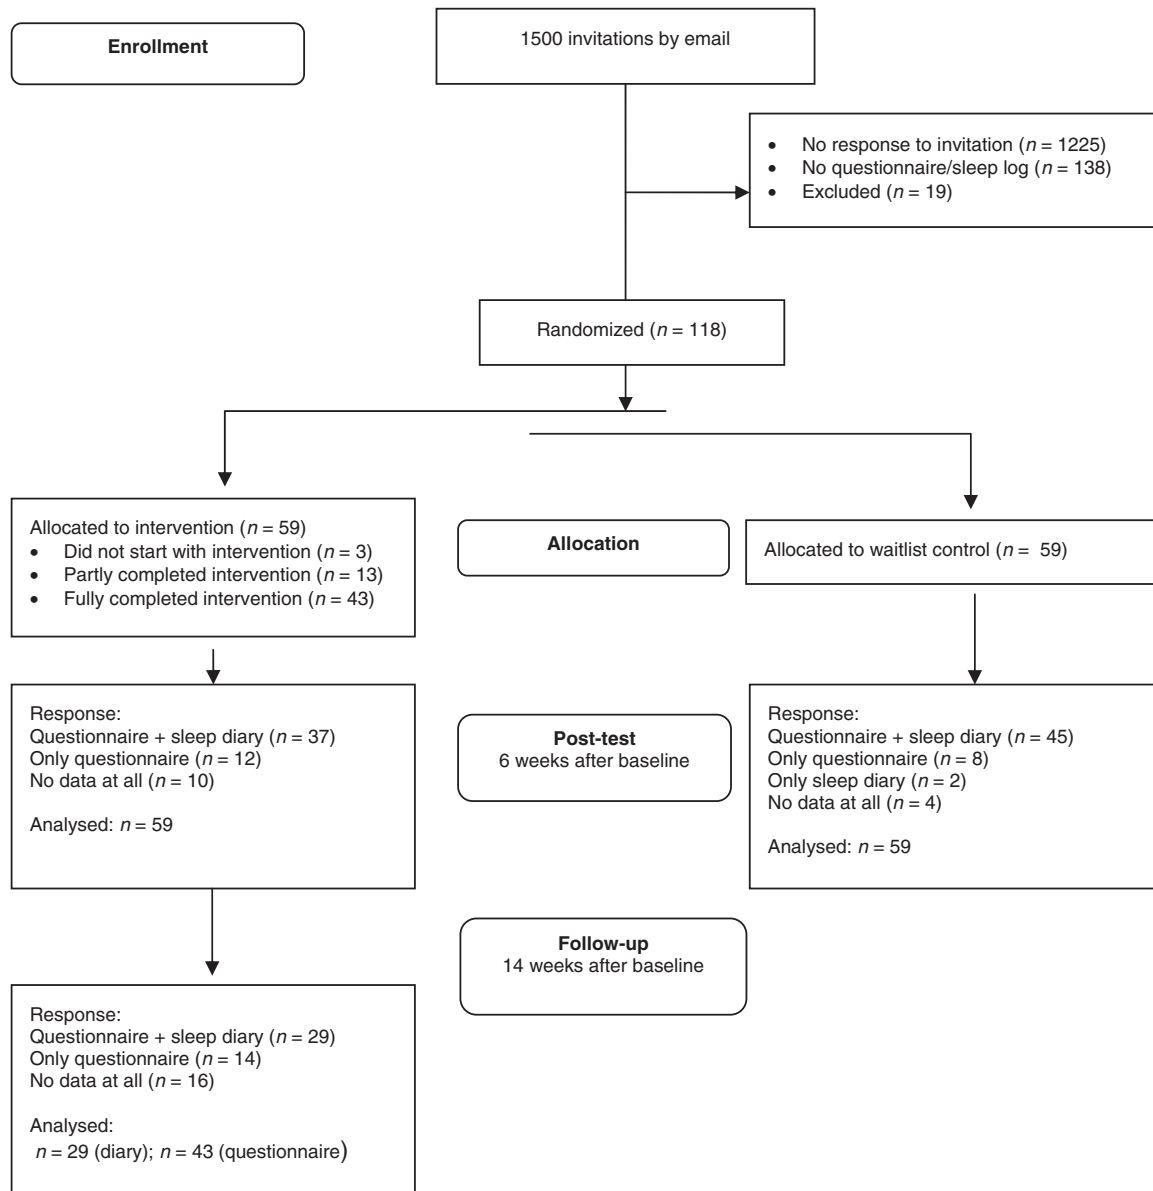 Enrollment
1500 invitations by email
• No response to invitation (n = 1225)
• No questionnaire/sleep log (n = 138)
• Excluded (n = 19)
Randomized (n = 118)
Allocated to intervention (n = 59)
• Did not start with intervention (n = 3)
• Partly completed intervention (n = 13)
• Fully completed intervention (n = 43)
Allocation
Allocated to waitlist control (n = 59)
Response:
Questionnaire + sleep diary (n = 37)
Only questionnaire (n = 12)
No data at all (n = 10)
Analysed: n = 59
Post-test
6 weeks after baseline
Response:
Questionnaire + sleep diary (n = 45)
Only questionnaire (n = 8)
Only sleep diary (n = 2)
No data at all (n = 4)
Analysed: n = 59
Follow-up
14 weeks after baseline
Response:
Questionnaire + sleep diary (n = 29)
Only questionnaire (n = 14)
No data at all (n = 16)
Analysed:
n = 29 (diary); n = 43 (questionnaire)